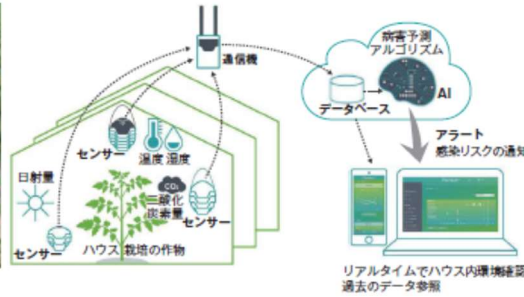 通信機
病害予測
アルゴリズム
AI
データベース
アラート
感染リスクの通知
センサー
温度 湿度
日射量
CO₂
二酸化
炭素量
センサー
センサー
ハウス栽培の作物
リアルタイムでハウス内環境確認
過去のデータ参照